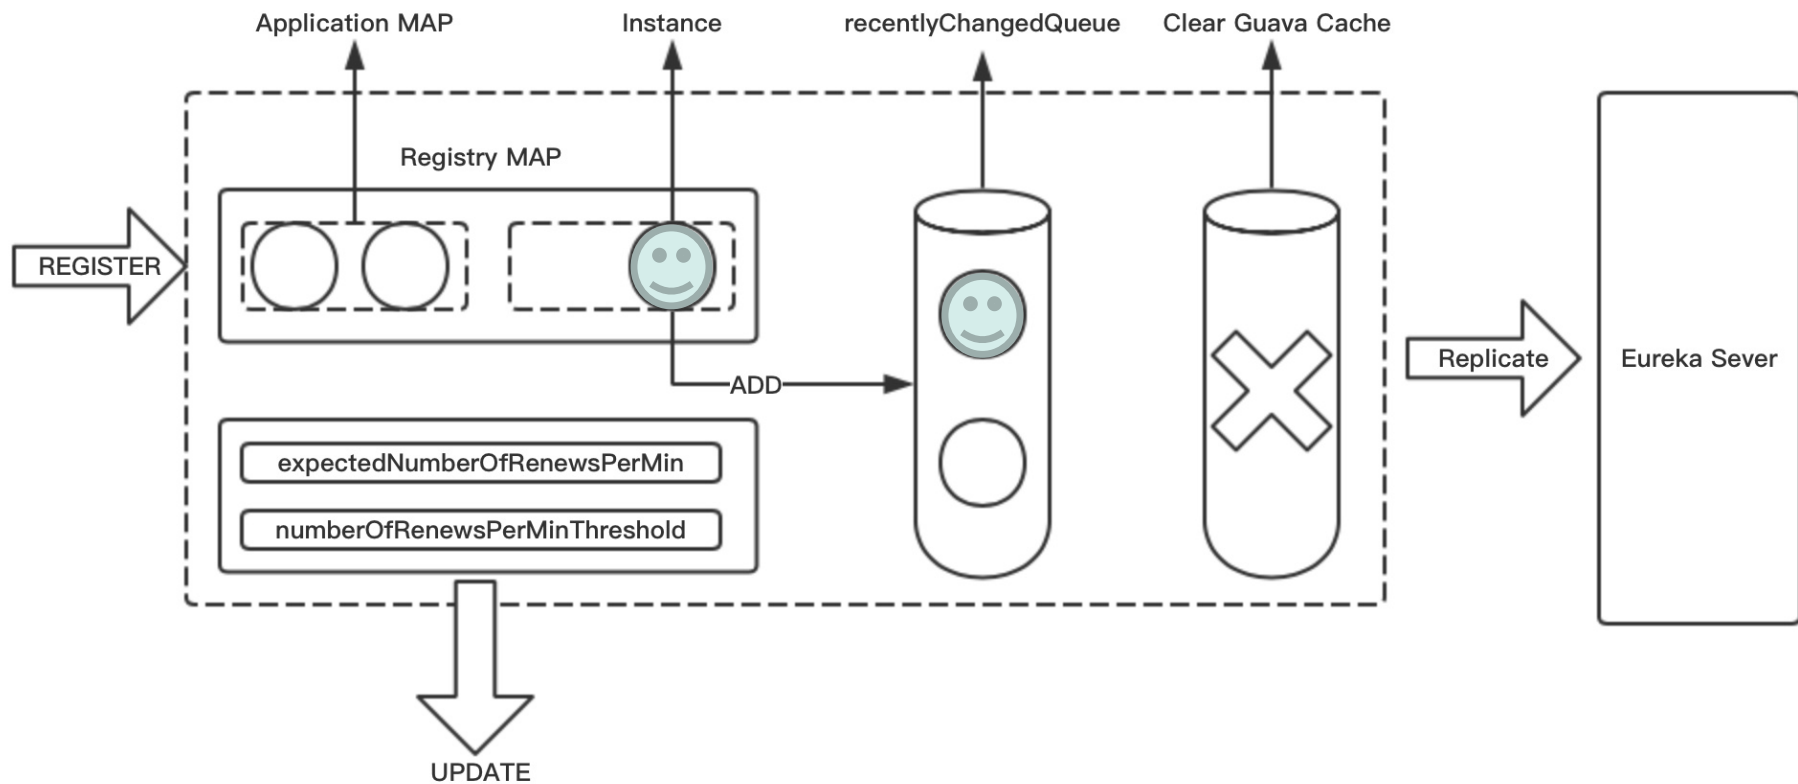 Application MAP
Instance
recentlyChangedQueue
Clear Guava Cache
Registry MAP
REGISTER
ADD
Replicate
Eureka Sever
expectedNumberOfRenewsPerMin
numberOfRenewsPerMinThreshold
UPDATE